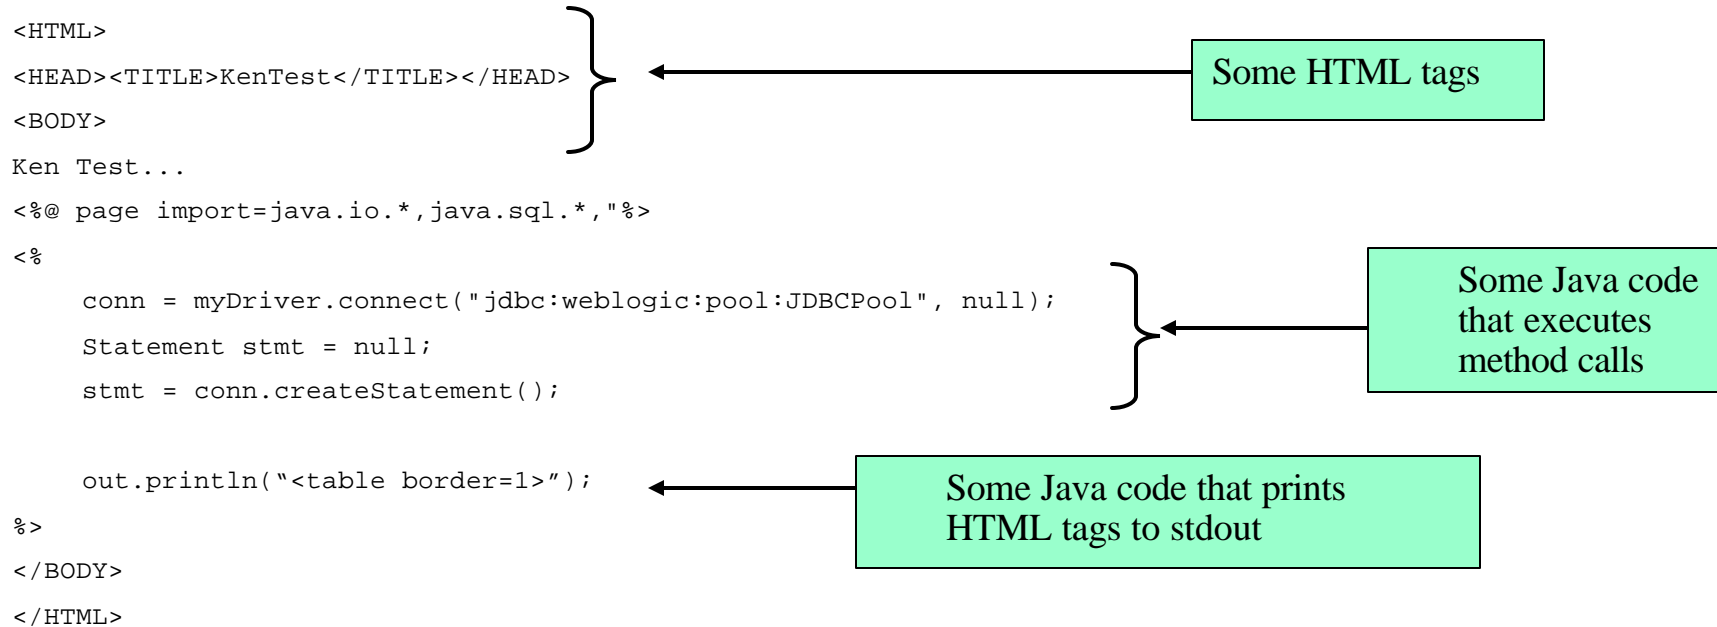 <HTML>
<HEAD><TITLE>KenTest</TITLE></HEAD>
<BODY>
Some HTML tags
Ken Test...
<%@ page import=java.io.*,java.sql.*,"%>
<%
conn = myDriver.connect("jdbc:weblogic:pool:JDBCPool", null);
Statement stmt = null;
stmt = conn.createStatement();
Some Java code
that executes
method calls
out.println(“<table border=1>”);
Some Java code that prints
HTML tags to stdout
%>
</BODY>
</HTML>